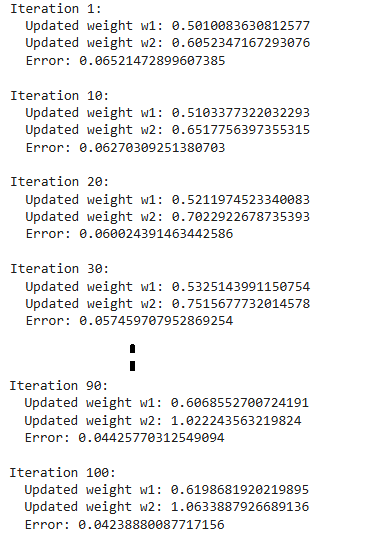 Iteration 1:
Updated weight w1: 0.5010083630812577
Updated weight w2: 0.6052347167293076
Error: 0.06521472899607385
Iteration 10:
Updated weight w1: 0.5103377322032293
Updated weight w2: 0.6517756397355315
Error: 0.06270309251380703
Iteration 20:
Updated weight w1: 0.5211974523340083
Updated weight w2: 0.7022922678735393
Error: 0.060024391463442586
Iteration 30:
Updated weight w1: 0.5325143991150754
Updated weight w2: 0.7515677732014578
Error: 0.057459707952869254
Iteration 90:
Updated weight w1: 0.6068552700724191
Updated weight w2: 1.022243563219824
Error: 0.04425770312549094
Iteration 100:
Updated weight w1: 0.6198681920219895
Updated weight w2: 1.0633887926689136
Error: 0.04238880087717156